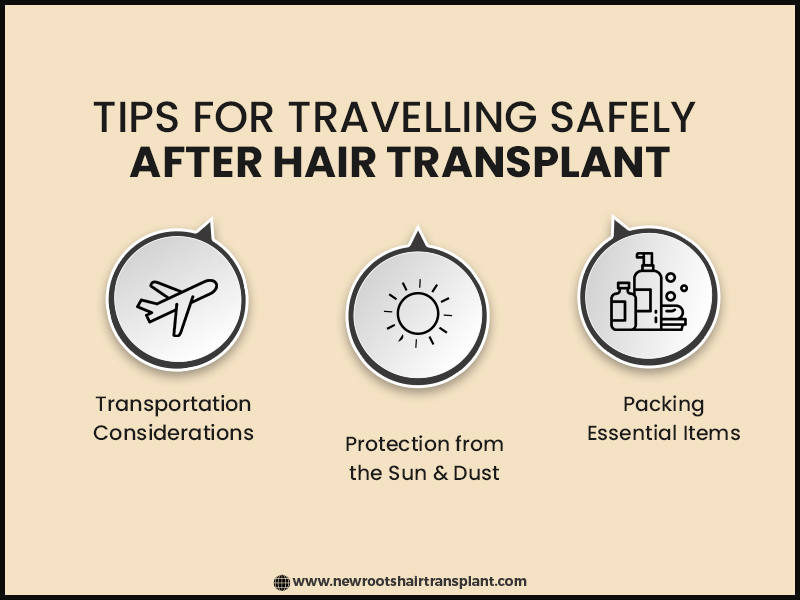 TIPS FOR TRAVELLING SAFELY
AFTER HAIR TRANSPLANT
Transportation
Considerations
Protection from
the Sun & Dust
Packing
Essential Items
www.newrootshairtransplant.com